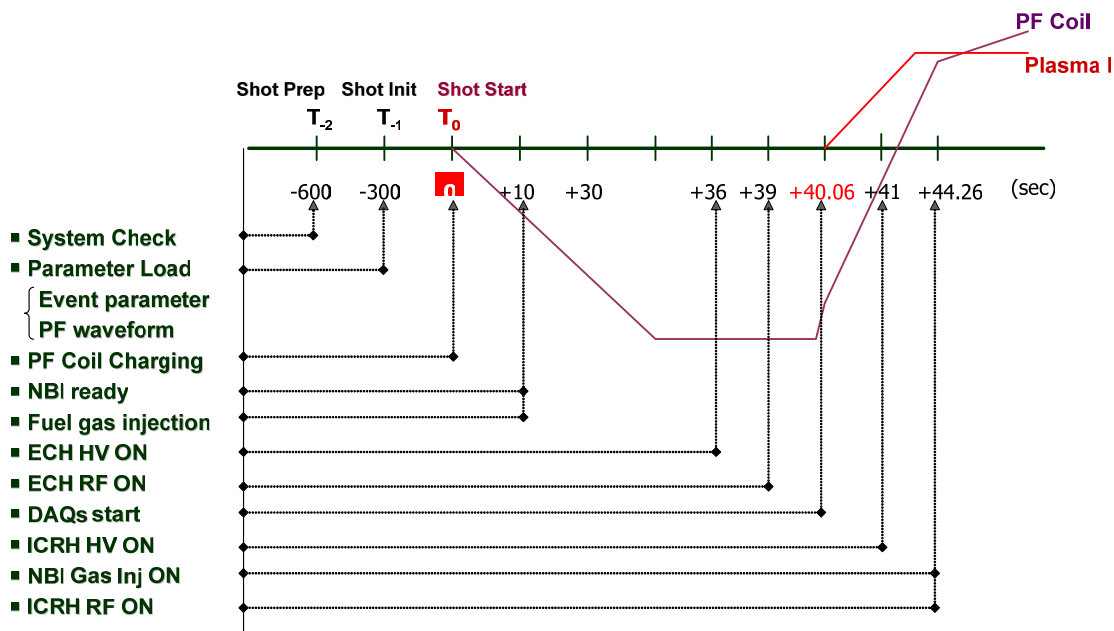 PF Coil
Plasma I
Shot Prep Shot Init Shot Start
T-2 T-1 T0
-600 -300 0 +10 +30 +36 +39 +40.06 +41 +44.26 (sec)
▪ System Check
▪ Parameter Load
Event parameter
PF waveform
▪ PF Coil Charging
▪ NBI ready
▪ Fuel gas injection
▪ ECH HV ON
▪ ECH RF ON
▪ DAQs start
▪ ICRH HV ON
▪ NBI Gas Inj ON
▪ ICRH RF ON